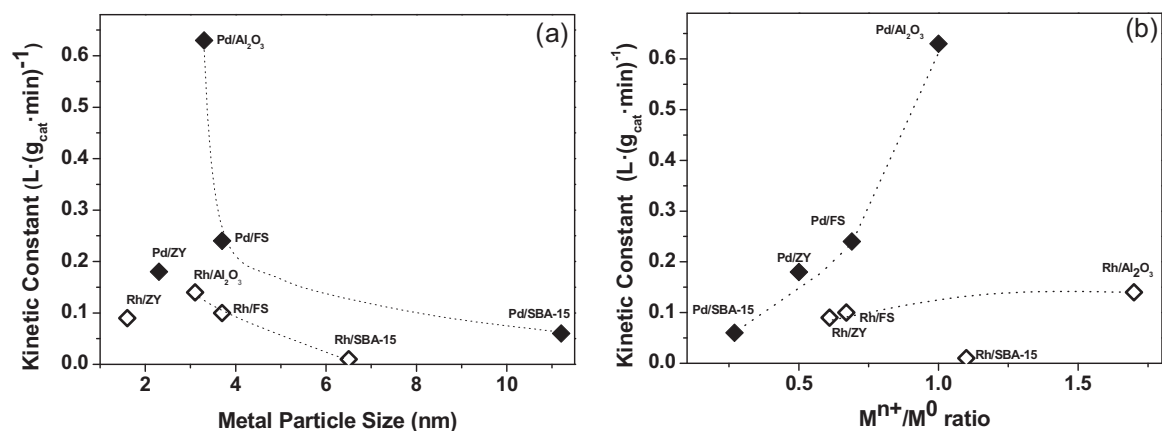 (a)
Kinetic Constant (L·(g_cat·min)⁻¹
0.6
0.5
0.4
0.3
0.2
0.1
0.0
Pd/Al₂O₃
Pd/FS
Pd/ZY
Rh/Al₂O₃
Rh/ZY
Rh/FS
Pd/SBA-15
Rh/SBA-15
2 4 6 8 10
Metal Particle Size (nm)
(b)
Kinetic Constant (L·(g_cat·min)⁻¹
0.6
0.5
0.4
0.3
0.2
0.1
0.0
Pd/Al₂O₃
Pd/FS
Pd/ZY
Rh/Al₂O₃
Pd/SBA-15
Rh/FS
Rh/ZY
Rh/SBA-15
0.5 1.0 1.5
Mⁿ⁺/M⁰ ratio